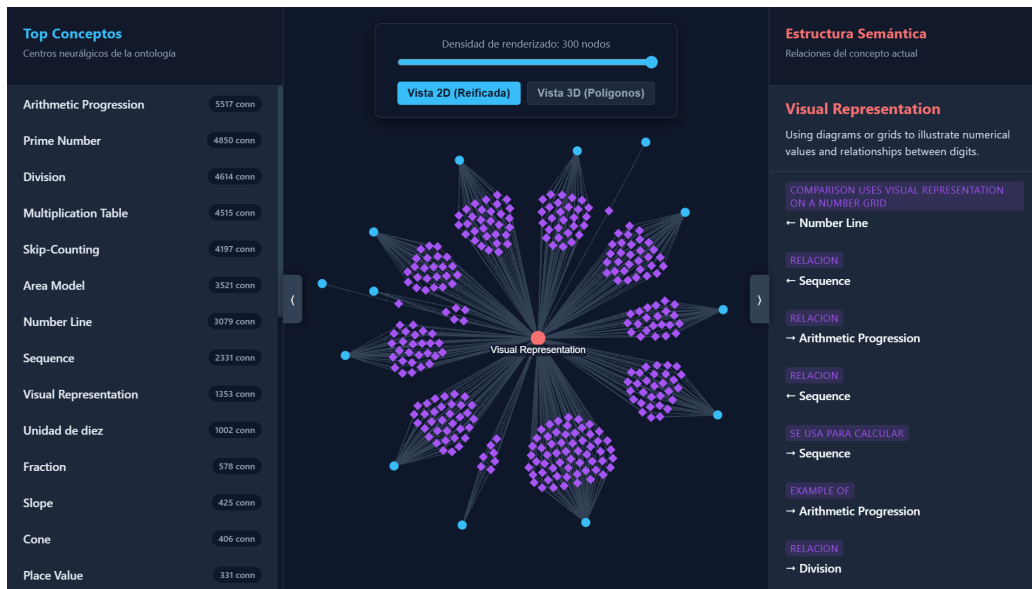 Top Conceptos
Centros neurálgicos de la ontología
Arithmetic Progression 5517 conn
Prime Number 4850 conn
Division 4614 conn
Multiplication Table 4515 conn
Skip-Counting 4197 conn
Area Model 3521 conn
Number Line 3079 conn
Sequence 2331 conn
Visual Representation 1353 conn
Unidad de diez 1002 conn
Fraction 578 conn
Slope 425 conn
Cone 406 conn
Place Value 331 conn
Densidad de renderizado: 300 nodos
Vista 2D (Reificada) Vista 3D (Polígonos)
Visual Representation
Estructura Semántica
Relaciones del concepto actual
Visual Representation
Using diagrams or grids to illustrate numerical
values and relationships between digits.
COMPARISON USES VISUAL REPRESENTATION
ON A NUMBER GRID
← Number Line
RELACION
← Sequence
RELACION
→ Arithmetic Progression
RELACION
← Sequence
SE USA PARA CALCULAR
→ Sequence
EXAMPLE OF
→ Arithmetic Progression
RELACION
→ Division